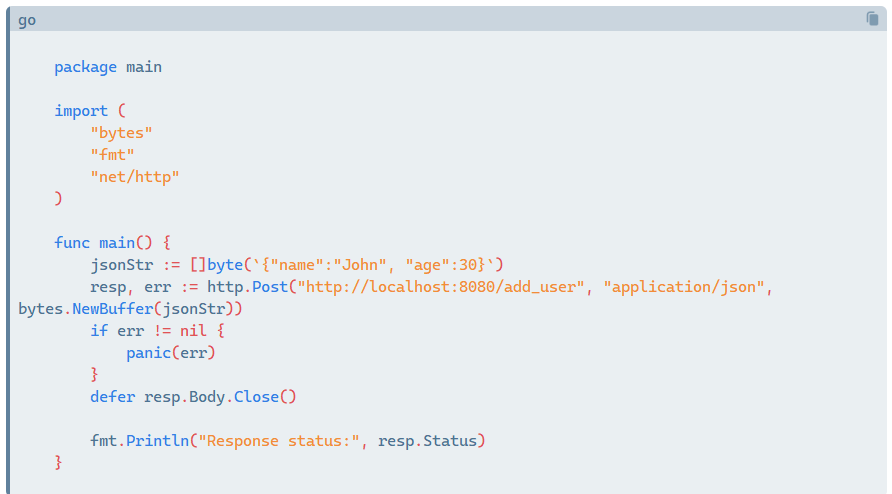 go
package main
import (
"bytes"
"fmt"
"net/http"
)
func main() {
jsonStr := []byte(`{"name":"John", "age":30}`)
resp, err := http.Post("http://localhost:8080/add_user", "application/json",
bytes.NewBuffer(jsonStr))
if err != nil {
panic(err)
}
defer resp.Body.Close()
fmt.Println("Response status:", resp.Status)
}